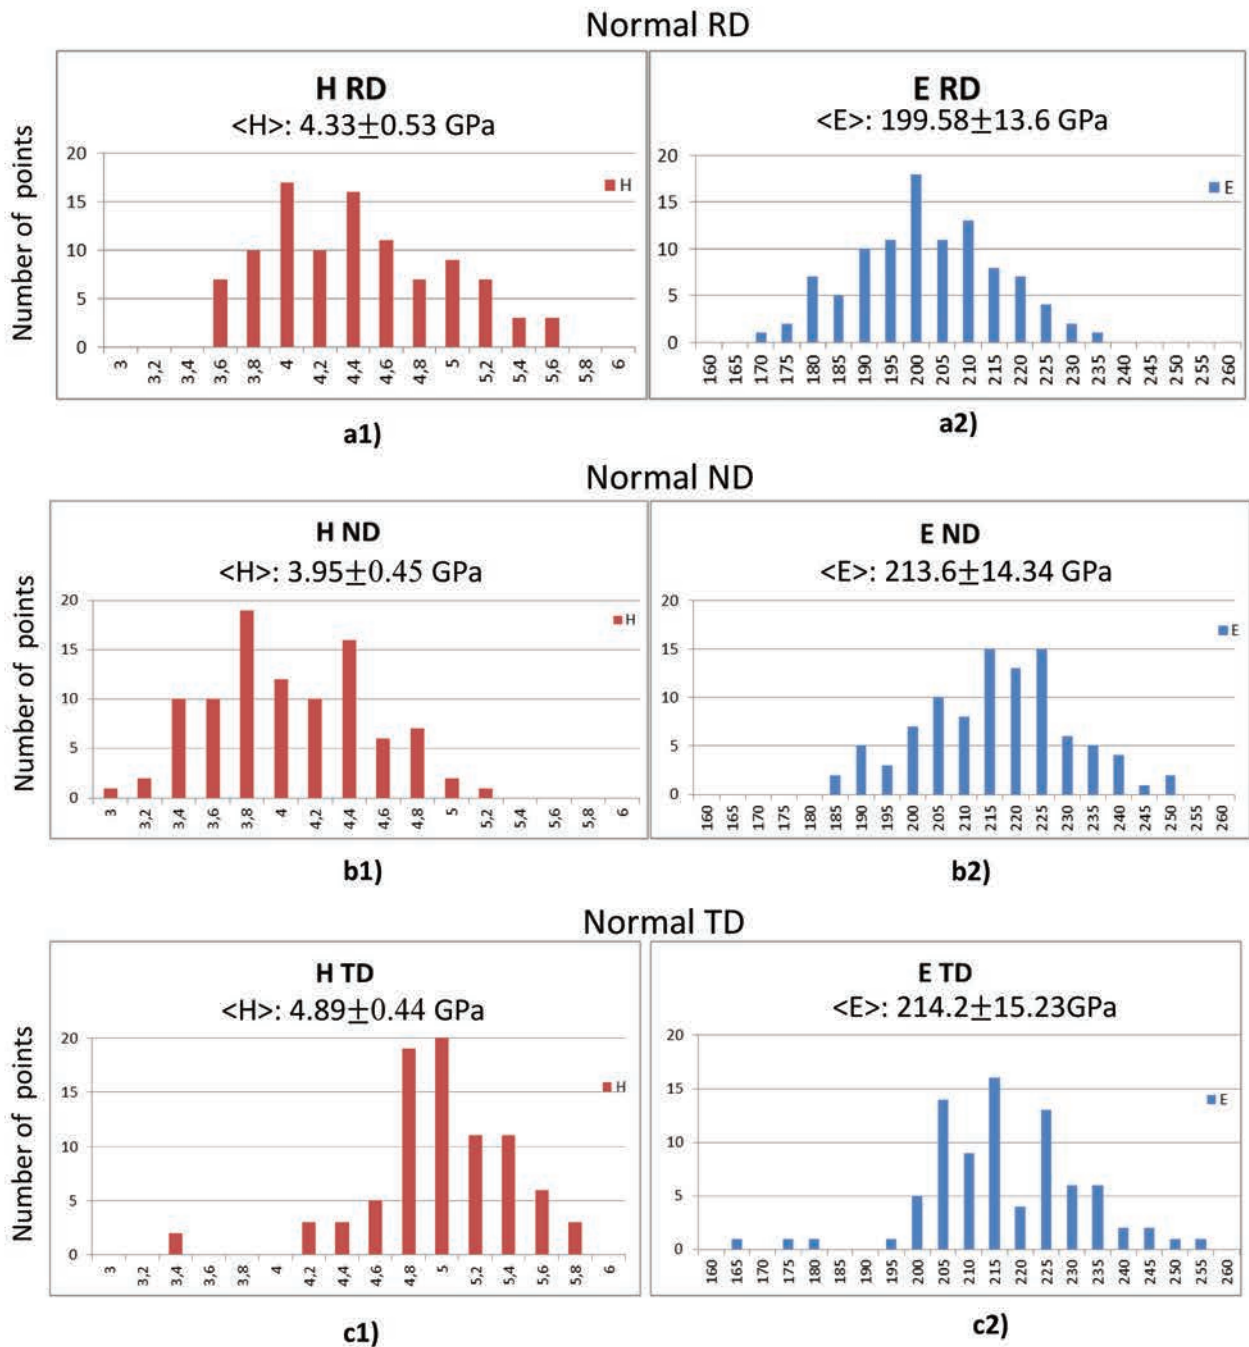 Normal RD
H RD
<H>: 4.33±0.53 GPa
Number of points
20
15
10
5
0
H
3 3,2 3,4 3,6 3,8 4 4,2 4,4 4,6 4,8 5 5,2 5,4 5,6 5,8 6
a1)
E RD
<E>: 199.58±13.6 GPa
20
15
10
5
0
E
160 165 170 175 180 185 190 195 200 205 210 215 220 225 230 235 240 245 250 255 260
a2)
Normal ND
H ND
<H>: 3.95±0.45 GPa
Number of points
20
15
10
5
0
H
3 3,2 3,4 3,6 3,8 4 4,2 4,4 4,6 4,8 5 5,2 5,4 5,6 5,8 6
b1)
E ND
<E>: 213.6±14.34 GPa
20
15
10
5
0
E
160 165 170 175 180 185 190 195 200 205 210 215 220 225 230 235 240 245 250 255 260
b2)
Normal TD
H TD
<H>: 4.89±0.44 GPa
Number of points
20
15
10
5
0
H
3 3,2 3,4 3,6 3,8 4 4,2 4,4 4,6 4,8 5 5,2 5,4 5,6 5,8 6
c1)
E TD
<E>: 214.2±15.23GPa
20
15
10
5
0
E
160 165 170 175 180 185 190 195 200 205 210 215 220 225 230 235 240 245 250 255 260
c2)